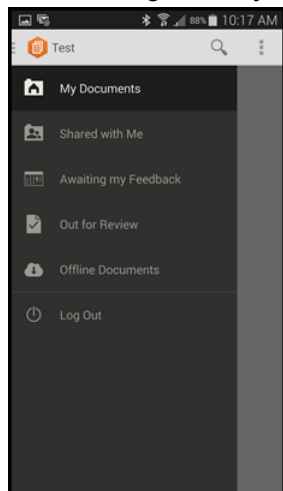 88% 10:17 AM
Test
My Documents
Shared with Me
Awaiting my Feedback
Out for Review
Offline Documents
Log Out